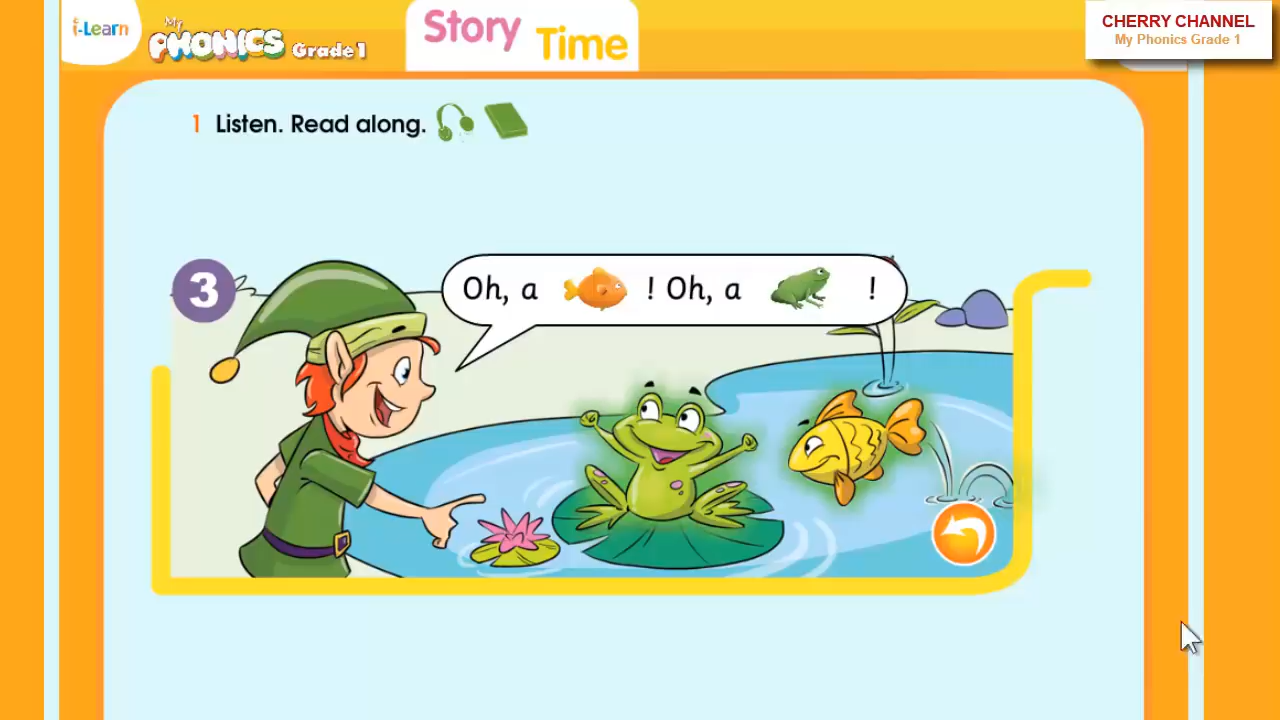 i-Learn
My
PHONICS Grade 1
Story
Time
CHERRY CHANNEL
My Phonics Grade 1
1 Listen. Read along.
3
Oh, a ! Oh, a !